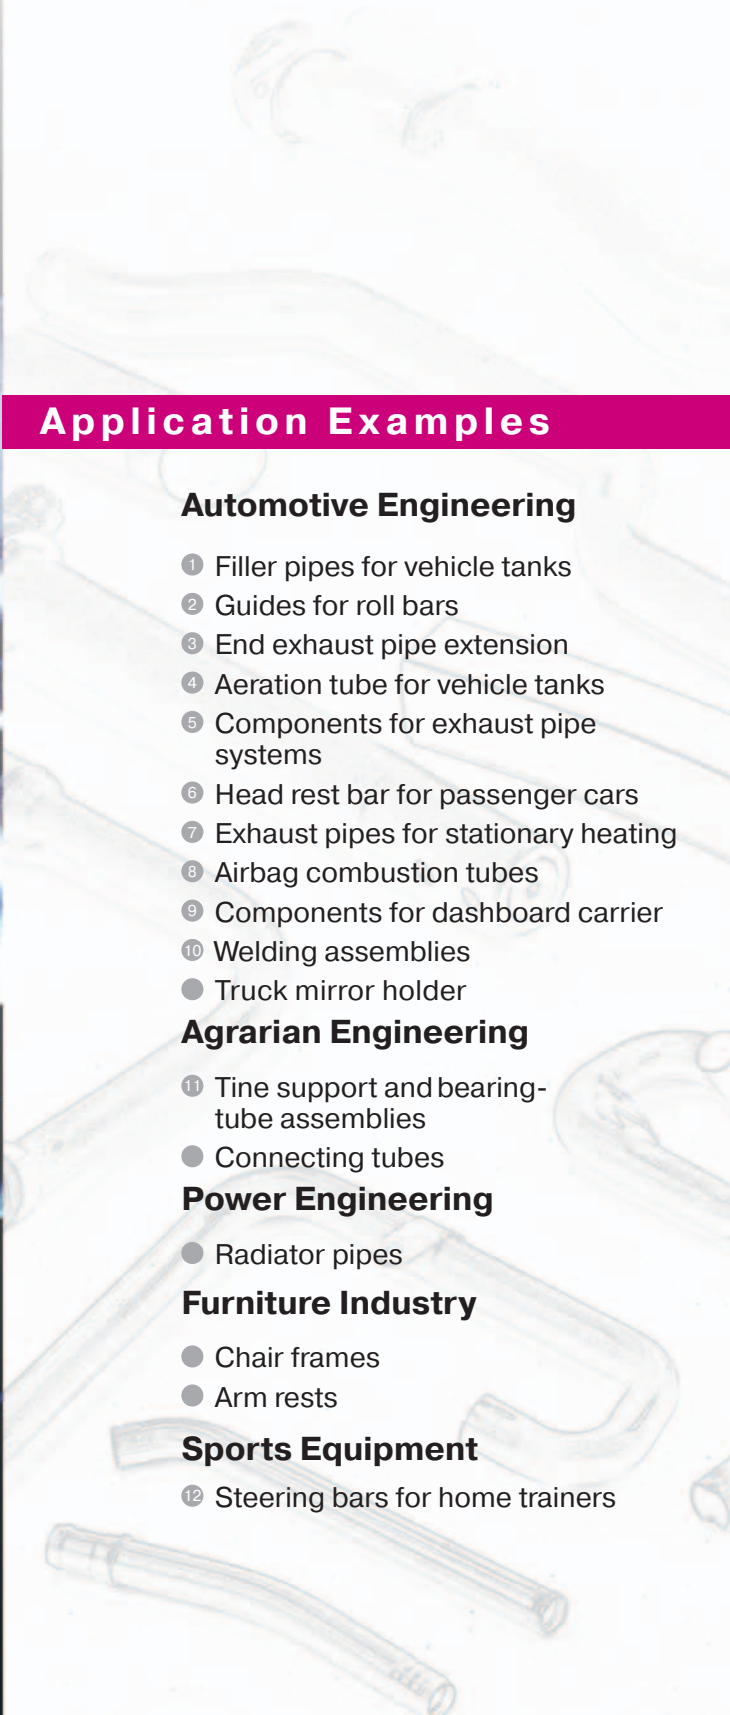 Application Examples
Automotive Engineering
1 Filler pipes for vehicle tanks
2 Guides for roll bars
3 End exhaust pipe extension
4 Aeration tube for vehicle tanks
5 Components for exhaust pipe
systems
6 Head rest bar for passenger cars
7 Exhaust pipes for stationary heating
8 Airbag combustion tubes
9 Components for dashboard carrier
10 Welding assemblies
● Truck mirror holder
Agrarian Engineering
11 Tine support and bearing-
tube assemblies
● Connecting tubes
Power Engineering
● Radiator pipes
Furniture Industry
● Chair frames
● Arm rests
Sports Equipment
12 Steering bars for home trainers